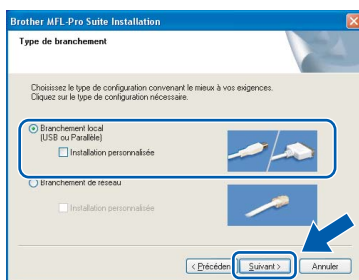 Brother MFL-Pro Suite Installation
Type de branchement
Choisissez le type de configuration convenant le mieux à vos exigences.
Cliquez sur le type de configuration nécessaire.
Branchement local
(USB ou Parallèle)
Installation personnalisée
Branchement de réseau
Installation personnalisée
< Précéden
Suivant >
Annuler